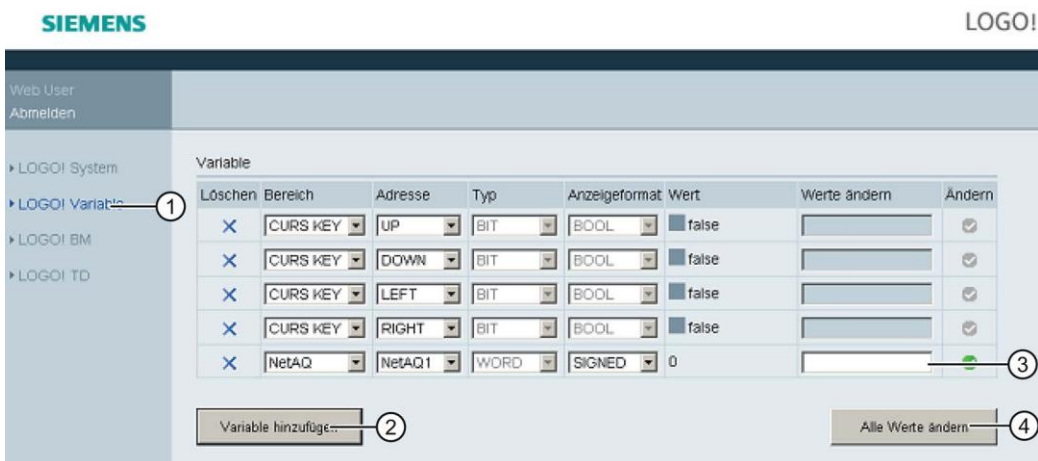 SIEMENS
LOGO!
Web User
Abmelden
LOGO! System
LOGO! Variable
LOGO! BM
LOGO! TD
1
Variable
Löschen Bereich Adresse Typ Anzeigeformat Wert Werte ändern Ändern
CURS KEY UP BIT BOOL false
CURS KEY DOWN BIT BOOL false
CURS KEY LEFT BIT BOOL false
CURS KEY RIGHT BIT BOOL false
NetAQ NetAQ1 WORD SIGNED 0
3
Variable hinzufügen 2
Alle Werte ändern 4